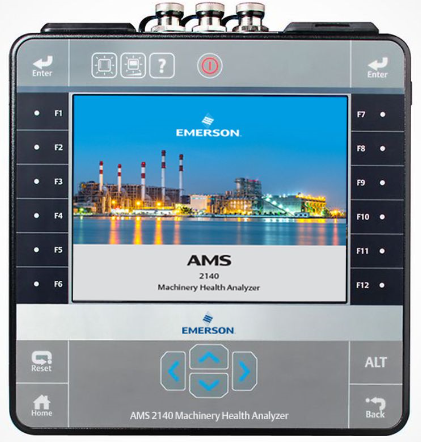 Enter
?
Enter
F1
F7
F2
F8
F3
F9
F4
F10
F5
F11
F6
F12
EMERSON
AMS
2140
Machinery Health Analyzer
EMERSON
Reset
ALT
Home
Back
AMS 2140 Machinery Health Analyzer